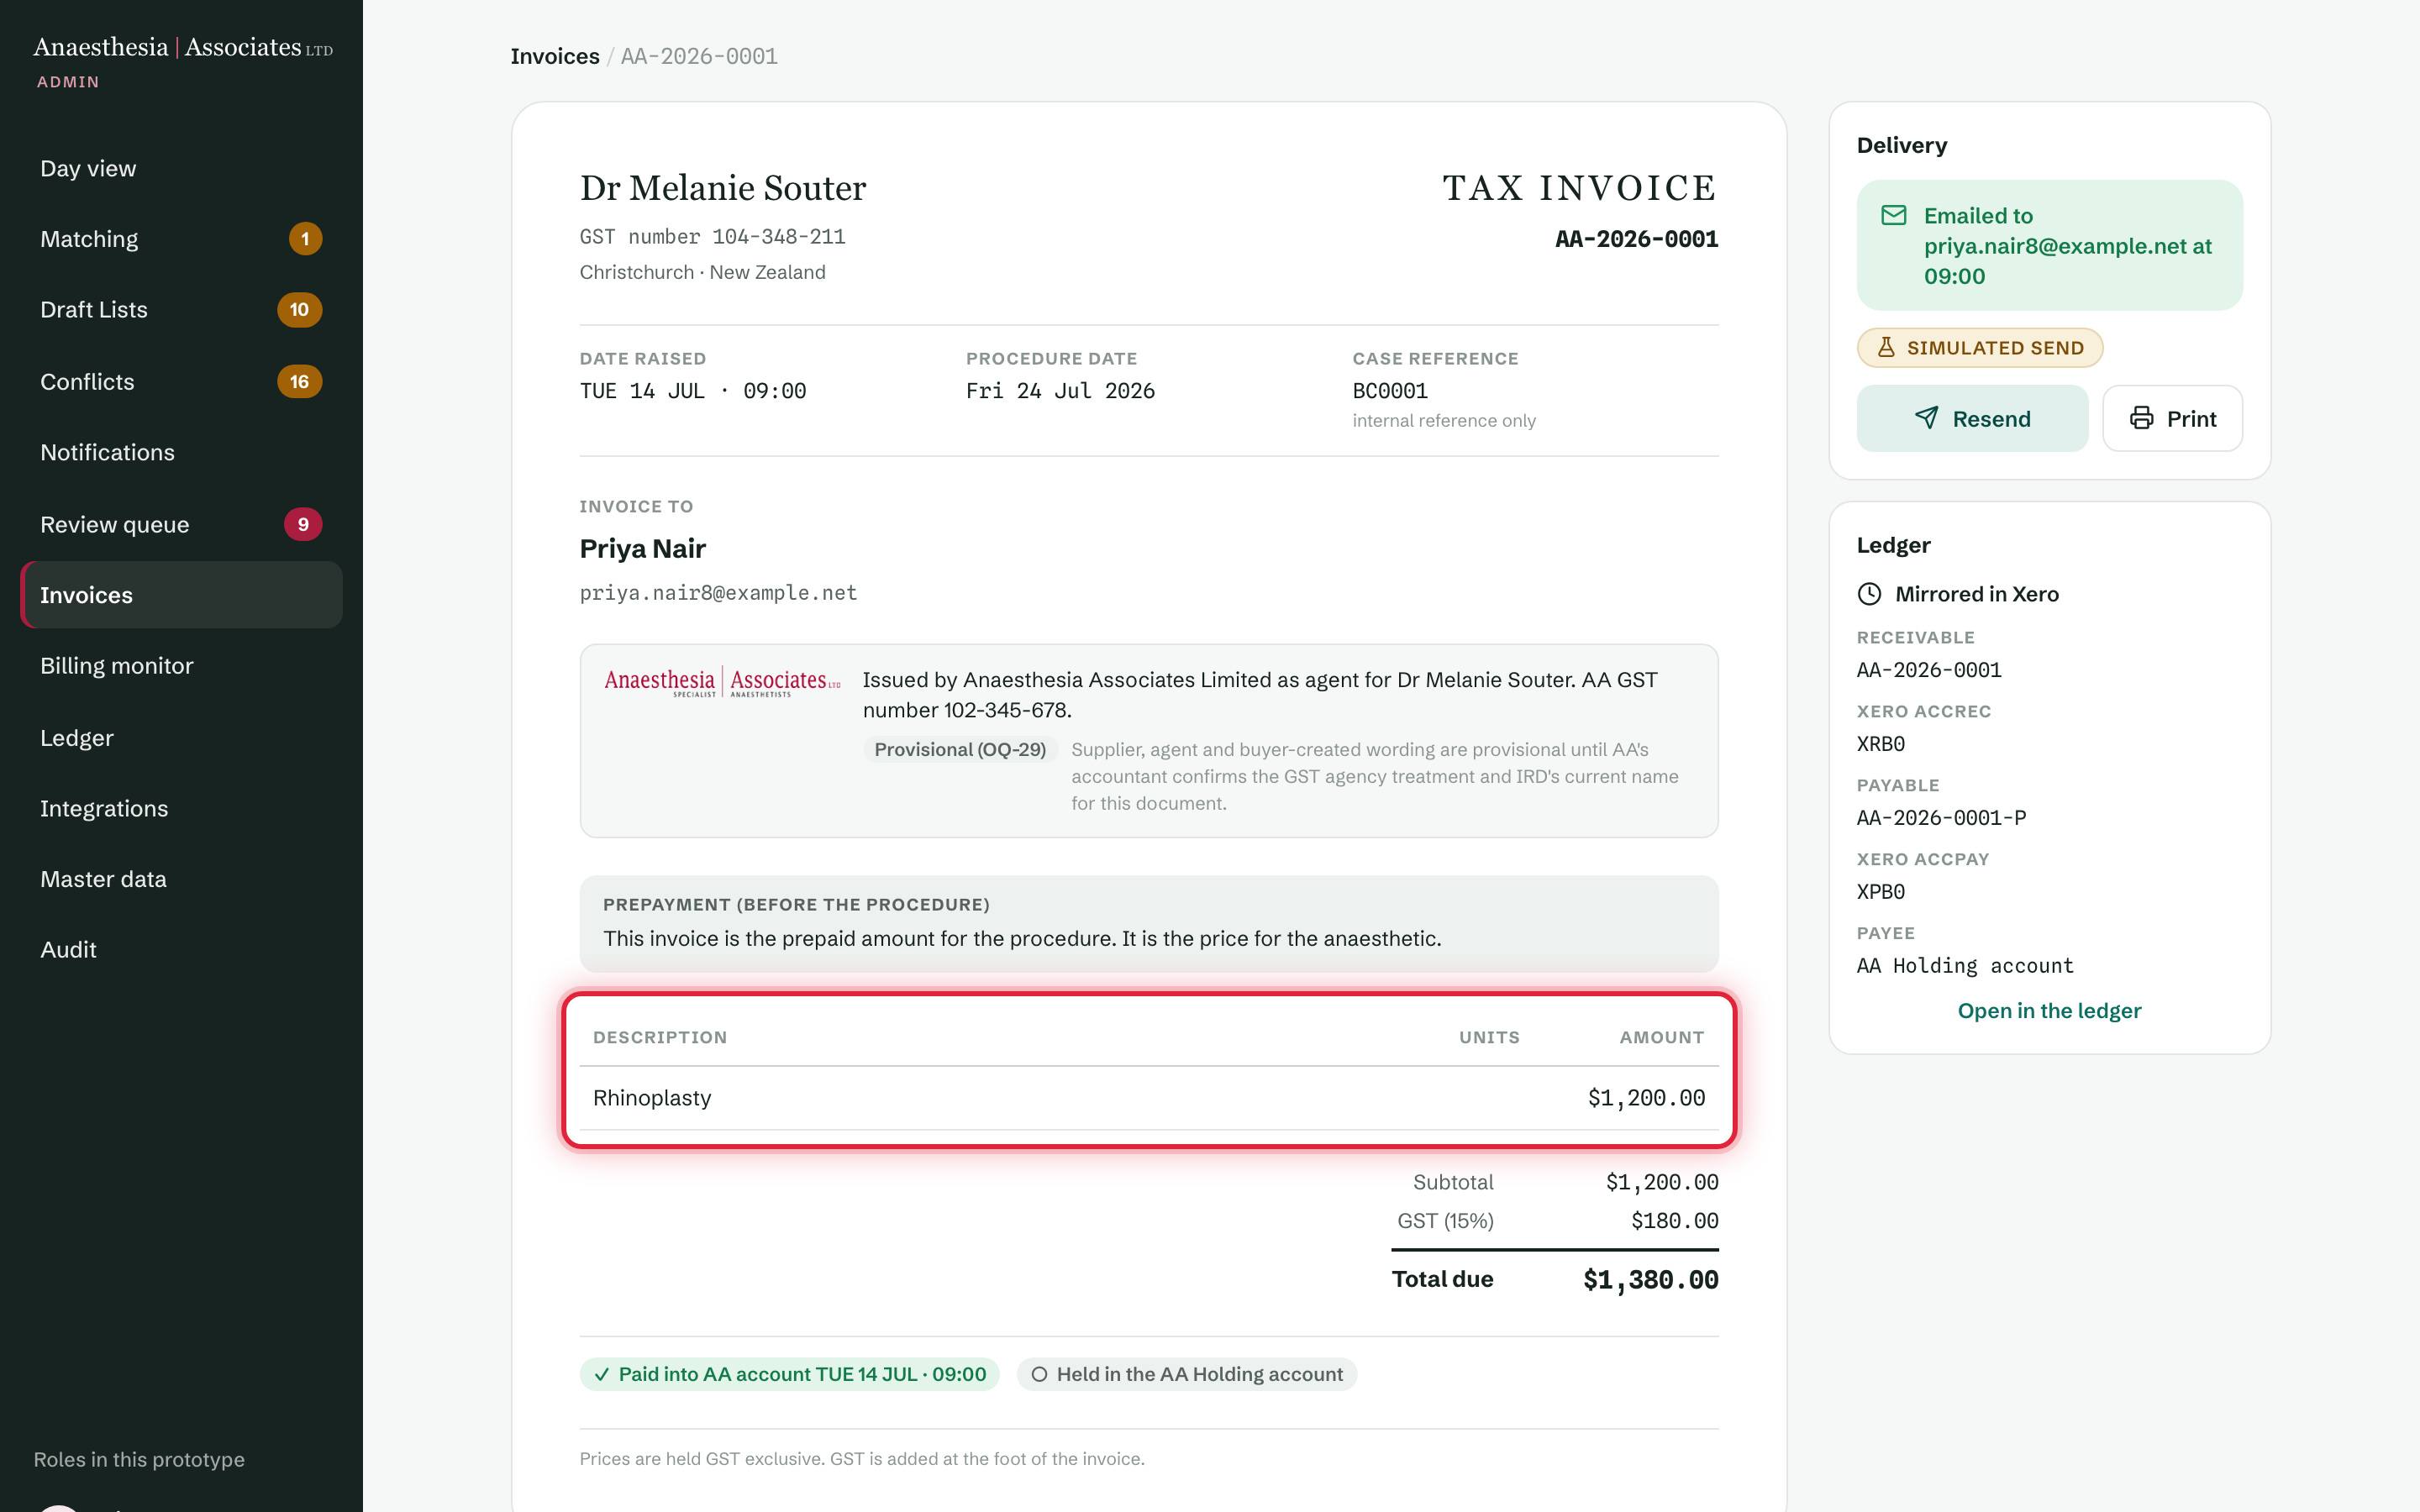 Anaesthesia | Associates LTD
ADMIN
Day view
Matching 1
Draft Lists 10
Conflicts 16
Notifications
Review queue 9
Invoices
Billing monitor
Ledger
Integrations
Master data
Audit
Roles in this prototype
Invoices / AA-2026-0001
Dr Melanie Souter
GST number 104-348-211
Christchurch · New Zealand
TAX INVOICE
AA-2026-0001
DATE RAISED
TUE 14 JUL · 09:00
PROCEDURE DATE
Fri 24 Jul 2026
CASE REFERENCE
BC0001
internal reference only
INVOICE TO
Priya Nair
priya.nair8@example.net
Anaesthesia | Associates LTD
SPECIALIST ANAESTHETISTS
Issued by Anaesthesia Associates Limited as agent for Dr Melanie Souter. AA GST
number 102-345-678.
Provisional (OQ-29)
Supplier, agent and buyer-created wording are provisional until AA's
accountant confirms the GST agency treatment and IRD's current name
for this document.
PREPAYMENT (BEFORE THE PROCEDURE)
This invoice is the prepaid amount for the procedure. It is the price for the anaesthetic.
DESCRIPTION UNITS AMOUNT
Rhinoplasty $1,200.00
Subtotal $1,200.00
GST (15%) $180.00
Total due $1,380.00
Paid into AA account TUE 14 JUL · 09:00
Held in the AA Holding account
Prices are held GST exclusive. GST is added at the foot of the invoice.
Delivery
Emailed to
priya.nair8@example.net at
09:00
SIMULATED SEND
Resend
Print
Ledger
Mirrored in Xero
RECEIVABLE
AA-2026-0001
XERO ACCREC
XRB0
PAYABLE
AA-2026-0001-P
XERO ACCPAY
XPB0
PAYEE
AA Holding account
Open in the ledger